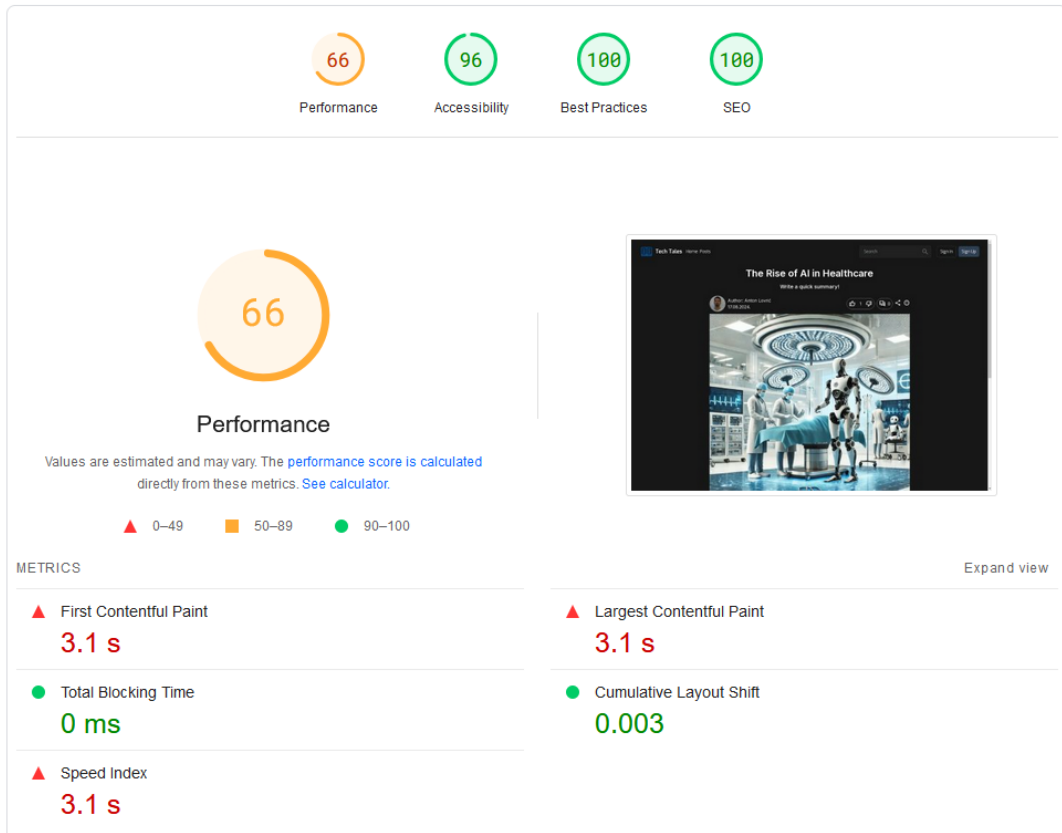 66
96
100
100
Performance
Accessibility
Best Practices
SEO
66
Performance
Values are estimated and may vary. The performance score is calculated
directly from these metrics. See calculator.
0–49
50–89
90–100
Tech Tales Home Posts
Search
Sign In
Sign Up
The Rise of AI in Healthcare
Write a quick summary!
Author: Anton Lovric
17.06.2024.
1
METRICS
Expand view
First Contentful Paint
3.1 s
Largest Contentful Paint
3.1 s
Total Blocking Time
0 ms
Cumulative Layout Shift
0.003
Speed Index
3.1 s